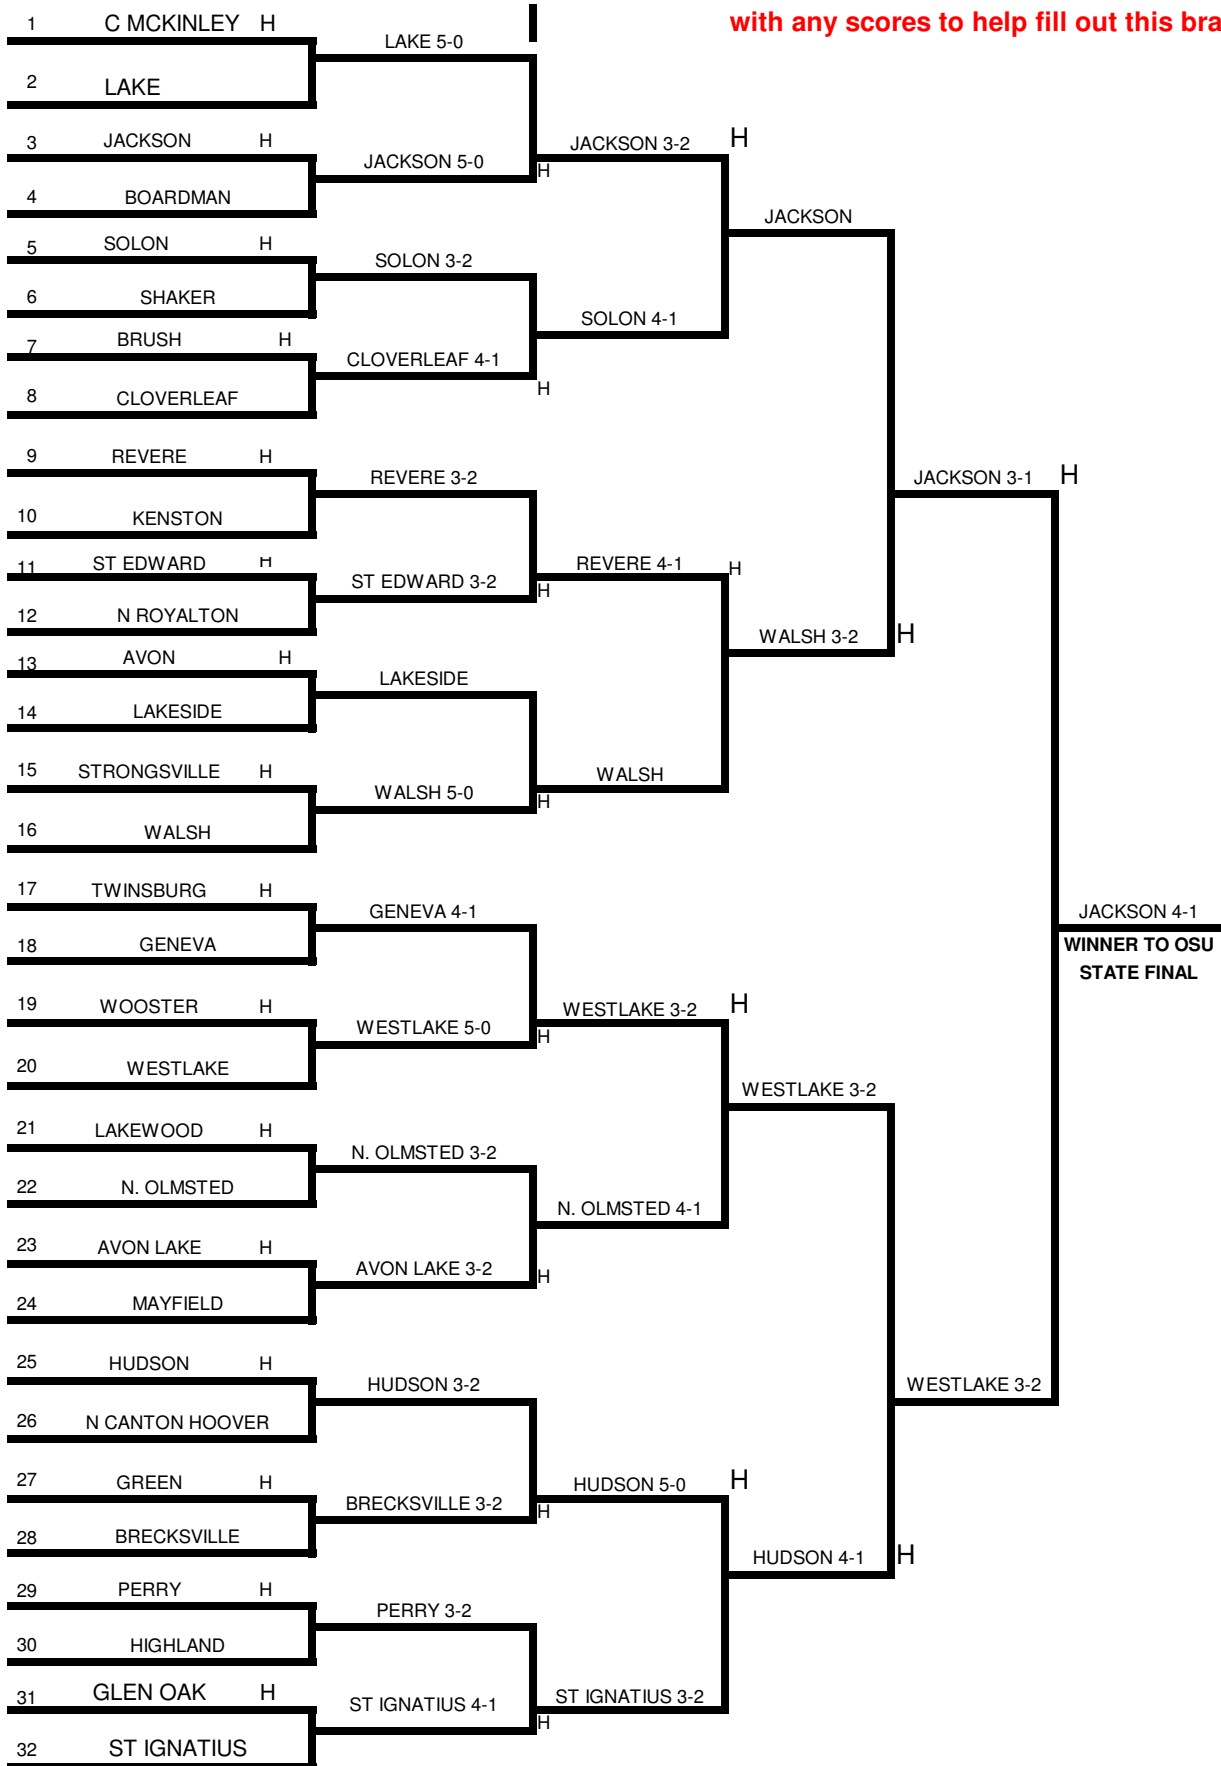 with any scores to help fill out this bra
1 C MCKINLEY H
LAKE 5-0
2 LAKE
3 JACKSON H
JACKSON 3-2 H
JACKSON 5-0 H
4 BOARDMAN
JACKSON
5 SOLON H
SOLON 3-2
6 SHAKER
SOLON 4-1
7 BRUSH H
CLOVERLEAF 4-1 H
8 CLOVERLEAF
9 REVERE H
REVERE 3-2
JACKSON 3-1 H
10 KENSTON
11 ST EDWARD H
REVERE 4-1 H
ST EDWARD 3-2 H
12 N ROYALTON
WALSH 3-2 H
13 AVON H
LAKESIDE
14 LAKESIDE
15 STRONGSVILLE H
WALSH
WALSH 5-0 H
16 WALSH
17 TWINSBURG H
GENEVA 4-1
JACKSON 4-1
18 GENEVA
WINNER TO OSU
STATE FINAL
19 WOOSTER H
WESTLAKE 3-2 H
WESTLAKE 5-0 H
20 WESTLAKE
WESTLAKE 3-2
21 LAKEWOOD H
N. OLMSTED 3-2
22 N. OLMSTED
N. OLMSTED 4-1
23 AVON LAKE H
AVON LAKE 3-2 H
24 MAYFIELD
25 HUDSON H
HUDSON 3-2
WESTLAKE 3-2
26 N CANTON HOOVER
27 GREEN H
HUDSON 5-0 H
BRECKSVILLE 3-2 H
28 BRECKSVILLE
HUDSON 4-1 H
29 PERRY H
PERRY 3-2
30 HIGHLAND
31 GLEN OAK H
ST IGNATIUS 3-2
ST IGNATIUS 4-1 H
32 ST IGNATIUS